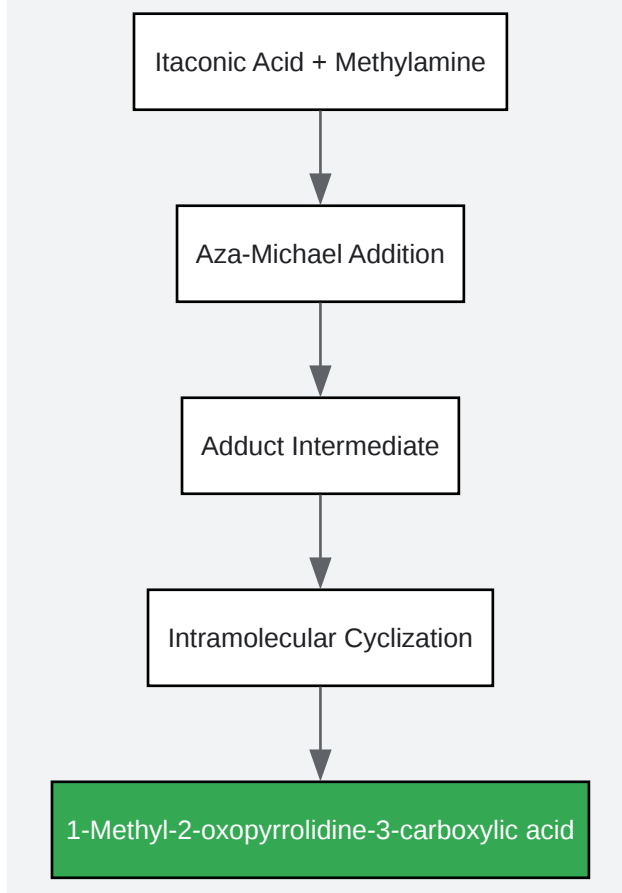 Itaconic Acid + Methylamine
Aza-Michael Addition
Adduct Intermediate
Intramolecular Cyclization
1-Methyl-2-oxopyrrolidine-3-carboxylic acid